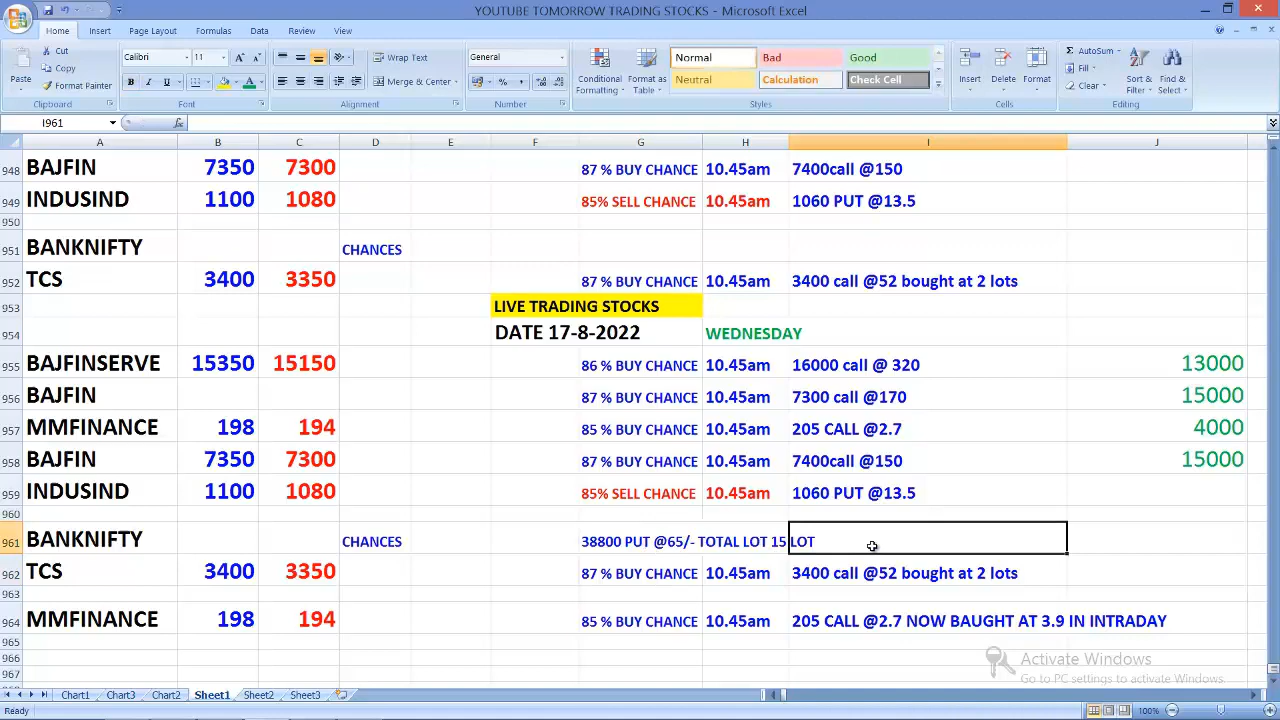 YOUTUBE TOMORROW TRADING STOCKS - Microsoft Excel
Home Insert Page Layout Formulas Data Review View
Paste Cut Copy Format Painter Clipboard
Calibri 11 B I U Font
Wrap Text Merge & Center Alignment
General % , Number
Conditional Formatting Format as Table Normal Bad Good Neutral Calculation Check Cell Styles
Insert Delete Format Cells
AutoSum Fill Clear Sort & Filter Find & Select Editing
I961 fx
A B C D E F G H I J
948 BAJFIN 7350 7300 87 % BUY CHANCE 10.45am 7400call @150
949 INDUSIND 1100 1080 85% SELL CHANCE 10.45am 1060 PUT @13.5
950
951 BANKNIFTY CHANCES
952 TCS 3400 3350 87 % BUY CHANCE 10.45am 3400 call @52 bought at 2 lots
953 LIVE TRADING STOCKS
954 DATE 17-8-2022 WEDNESDAY
955 BAJFINSERVE 15350 15150 86 % BUY CHANCE 10.45am 16000 call @ 320 13000
956 BAJFIN 87 % BUY CHANCE 10.45am 7300 call @170 15000
957 MMFINANCE 198 194 85 % BUY CHANCE 10.45am 205 CALL @2.7 4000
958 BAJFIN 7350 7300 87 % BUY CHANCE 10.45am 7400call @150 15000
959 INDUSIND 1100 1080 85% SELL CHANCE 10.45am 1060 PUT @13.5
960
961 BANKNIFTY CHANCES 38800 PUT @65/- TOTAL LOT 15 LOT
962 TCS 3400 3350 87 % BUY CHANCE 10.45am 3400 call @52 bought at 2 lots
963
964 MMFINANCE 198 194 85 % BUY CHANCE 10.45am 205 CALL @2.7 NOW BAUGHT AT 3.9 IN INTRADAY
965
966
967
Activate Windows
Go to PC settings to activate Windows.
Chart1 Chart3 Chart2 Sheet1 Sheet2 Sheet3
Ready 100%